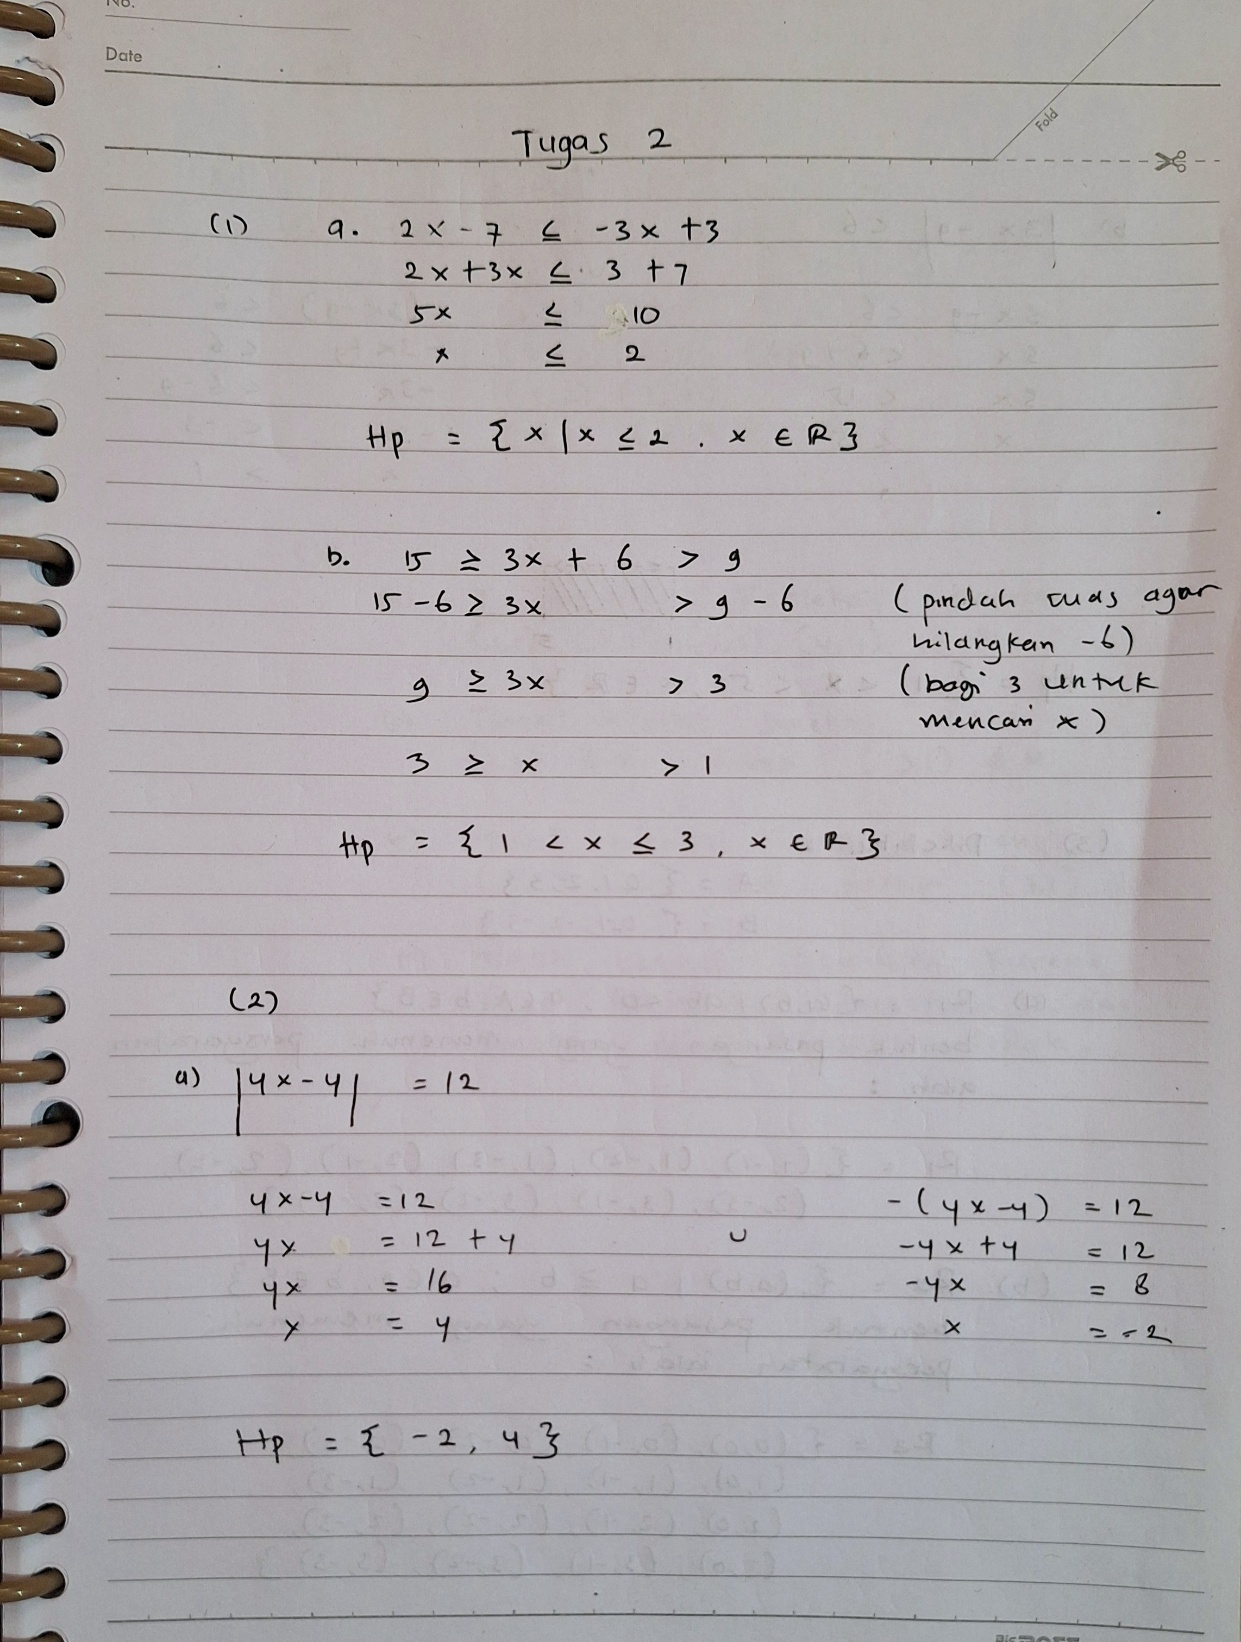 No.
Date
Fold
Tugas 2
(1) a. 2x - 7 ≤ -3x + 3
2x + 3x ≤ 3 + 7
5x ≤ 10
x ≤ 2
Hp = { x | x ≤ 2 . x ∈ R }
b. 15 ≥ 3x + 6 > 9
15 - 6 ≥ 3x > 9 - 6 (pindah ruas agar
hilangkan -6)
9 ≥ 3x > 3 (bagi 3 untuk
mencari x)
3 ≥ x > 1
Hp = { 1 < x ≤ 3 , x ∈ R }
(2)
a) |4x - 4| = 12
4x - 4 = 12 -(4x - 4) = 12
4x = 12 + 4 ∪ -4x + 4 = 12
4x = 16 -4x = 8
x = 4 x = -2
Hp = { -2, 4 }